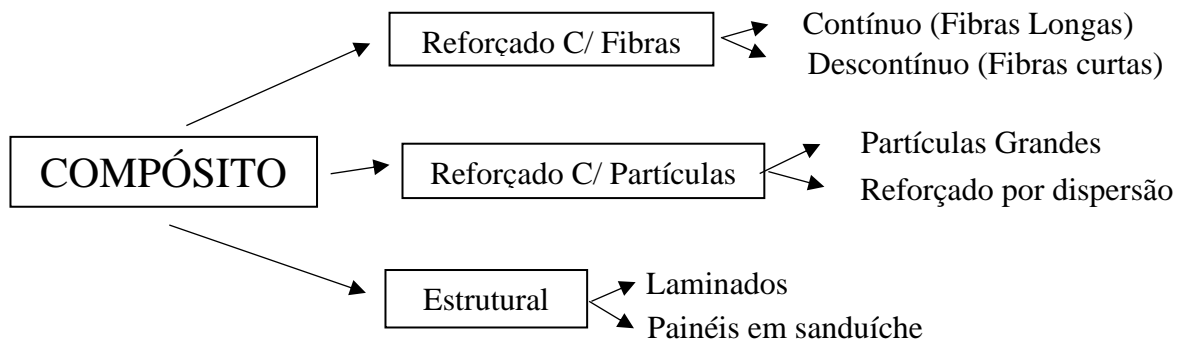 Reforçado C/ Fibras
Contínuo (Fibras Longas)
Descontínuo (Fibras curtas)
COMPÓSITO
Reforçado C/ Partículas
Partículas Grandes
Reforçado por dispersão
Estrutural
Laminados
Painéis em sanduíche